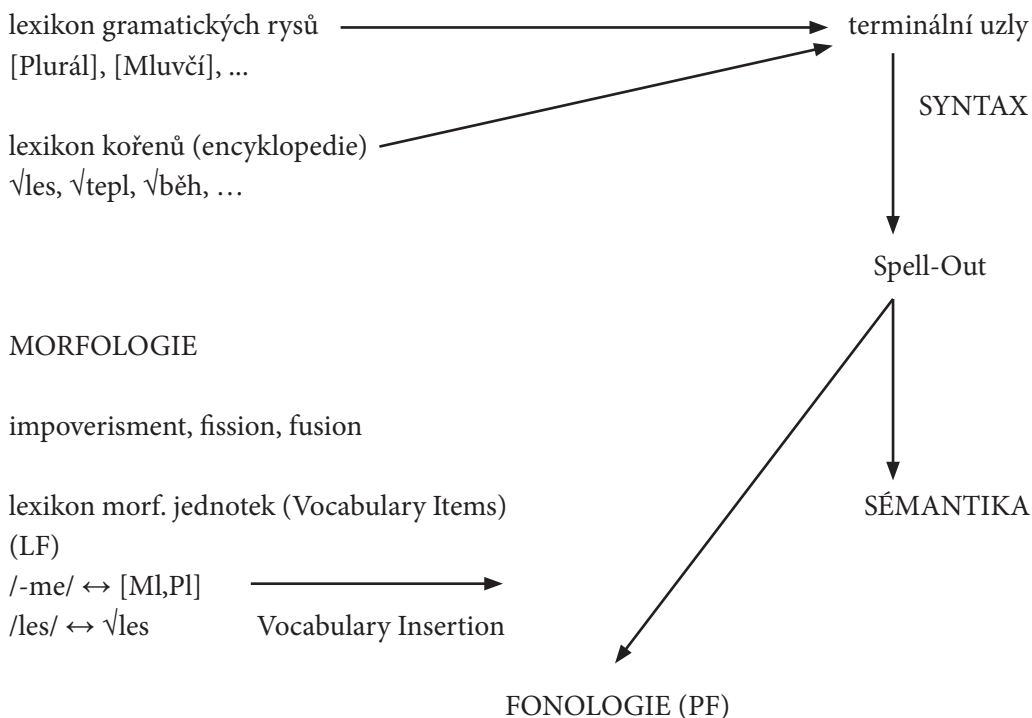 lexikon gramatických rysů
[Plurál], [Mluvčí], ...
terminální uzly
SYNTAX
lexikon kořenů (encyklopedie)
√les, √tepl, √běh, …
Spell-Out
MORFOLOGIE
impoverisment, fission, fusion
lexikon morf. jednotek (Vocabulary Items)
(LF)
/-me/ ↔ [Ml,Pl]
/les/ ↔ √les
Vocabulary Insertion
SÉMANTIKA
FONOLOGIE (PF)